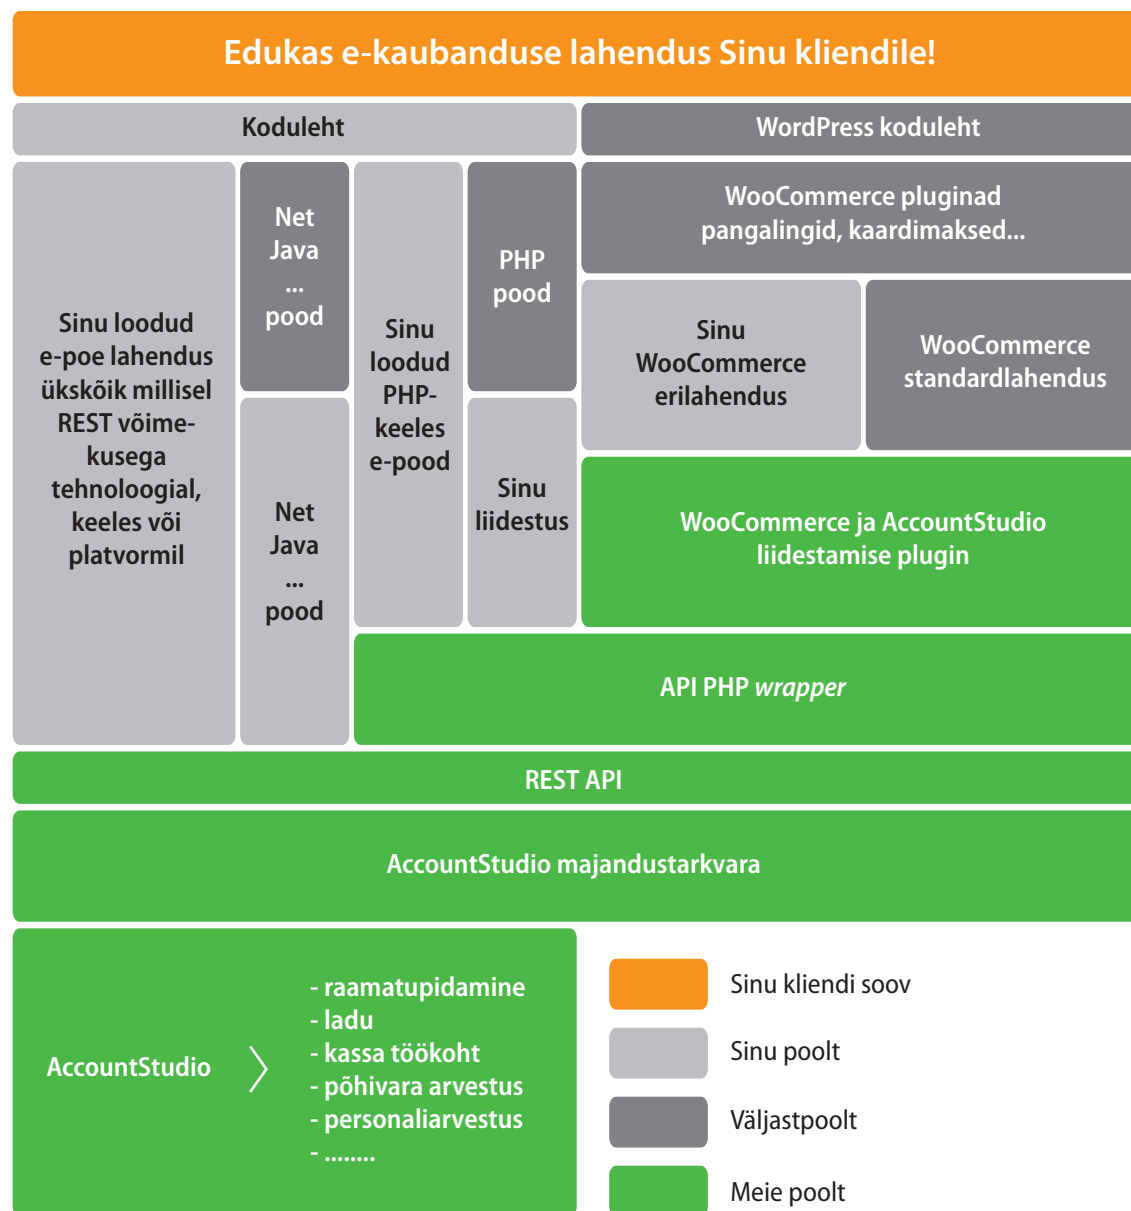 Edukas e-kaubanduse lahendus Sinu kliendile!
Koduleht
WordPress koduleht
Sinu loodud
e-poe lahendus
ükskõik millisel
REST võime-
kusega
tehnoloogial,
keeles või
platvormil
Net
Java
...
pood
Net
Java
...
pood
Sinu
loodud
PHP-
keeles
e-pood
PHP
pood
Sinu
liidestus
WooCommerce pluginad
pangalingid, kaardimaksed...
Sinu
WooCommerce
erilahendus
WooCommerce
standardlahendus
WooCommerce ja AccountStudio
liidestamise plugin
API PHP wrapper
REST API
AccountStudio majandustarkvara
AccountStudio
- raamatupidamine
- ladu
- kassa töökoht
- põhivara arvestus
- personaliarvestus
- ........
Sinu kliendi soov
Sinu poolt
Väljastpoolt
Meie poolt